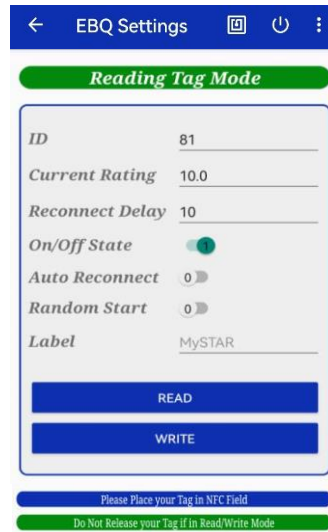 EBQ Settings
Reading Tag Mode
ID 81
Current Rating 10.0
Reconnect Delay 10
On/Off State 1
Auto Reconnect 0
Random Start 0
Label MySTAR
READ
WRITE
Please Place your Tag in NFC Field
Do Not Release your Tag if in Read/Write Mode